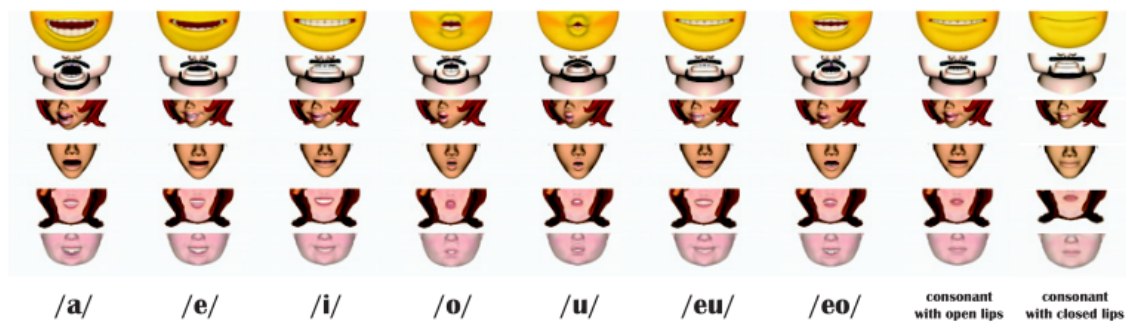 /a/ /e/ /i/ /o/ /u/ /eu/ /eo/ consonant with open lips consonant with closed lips